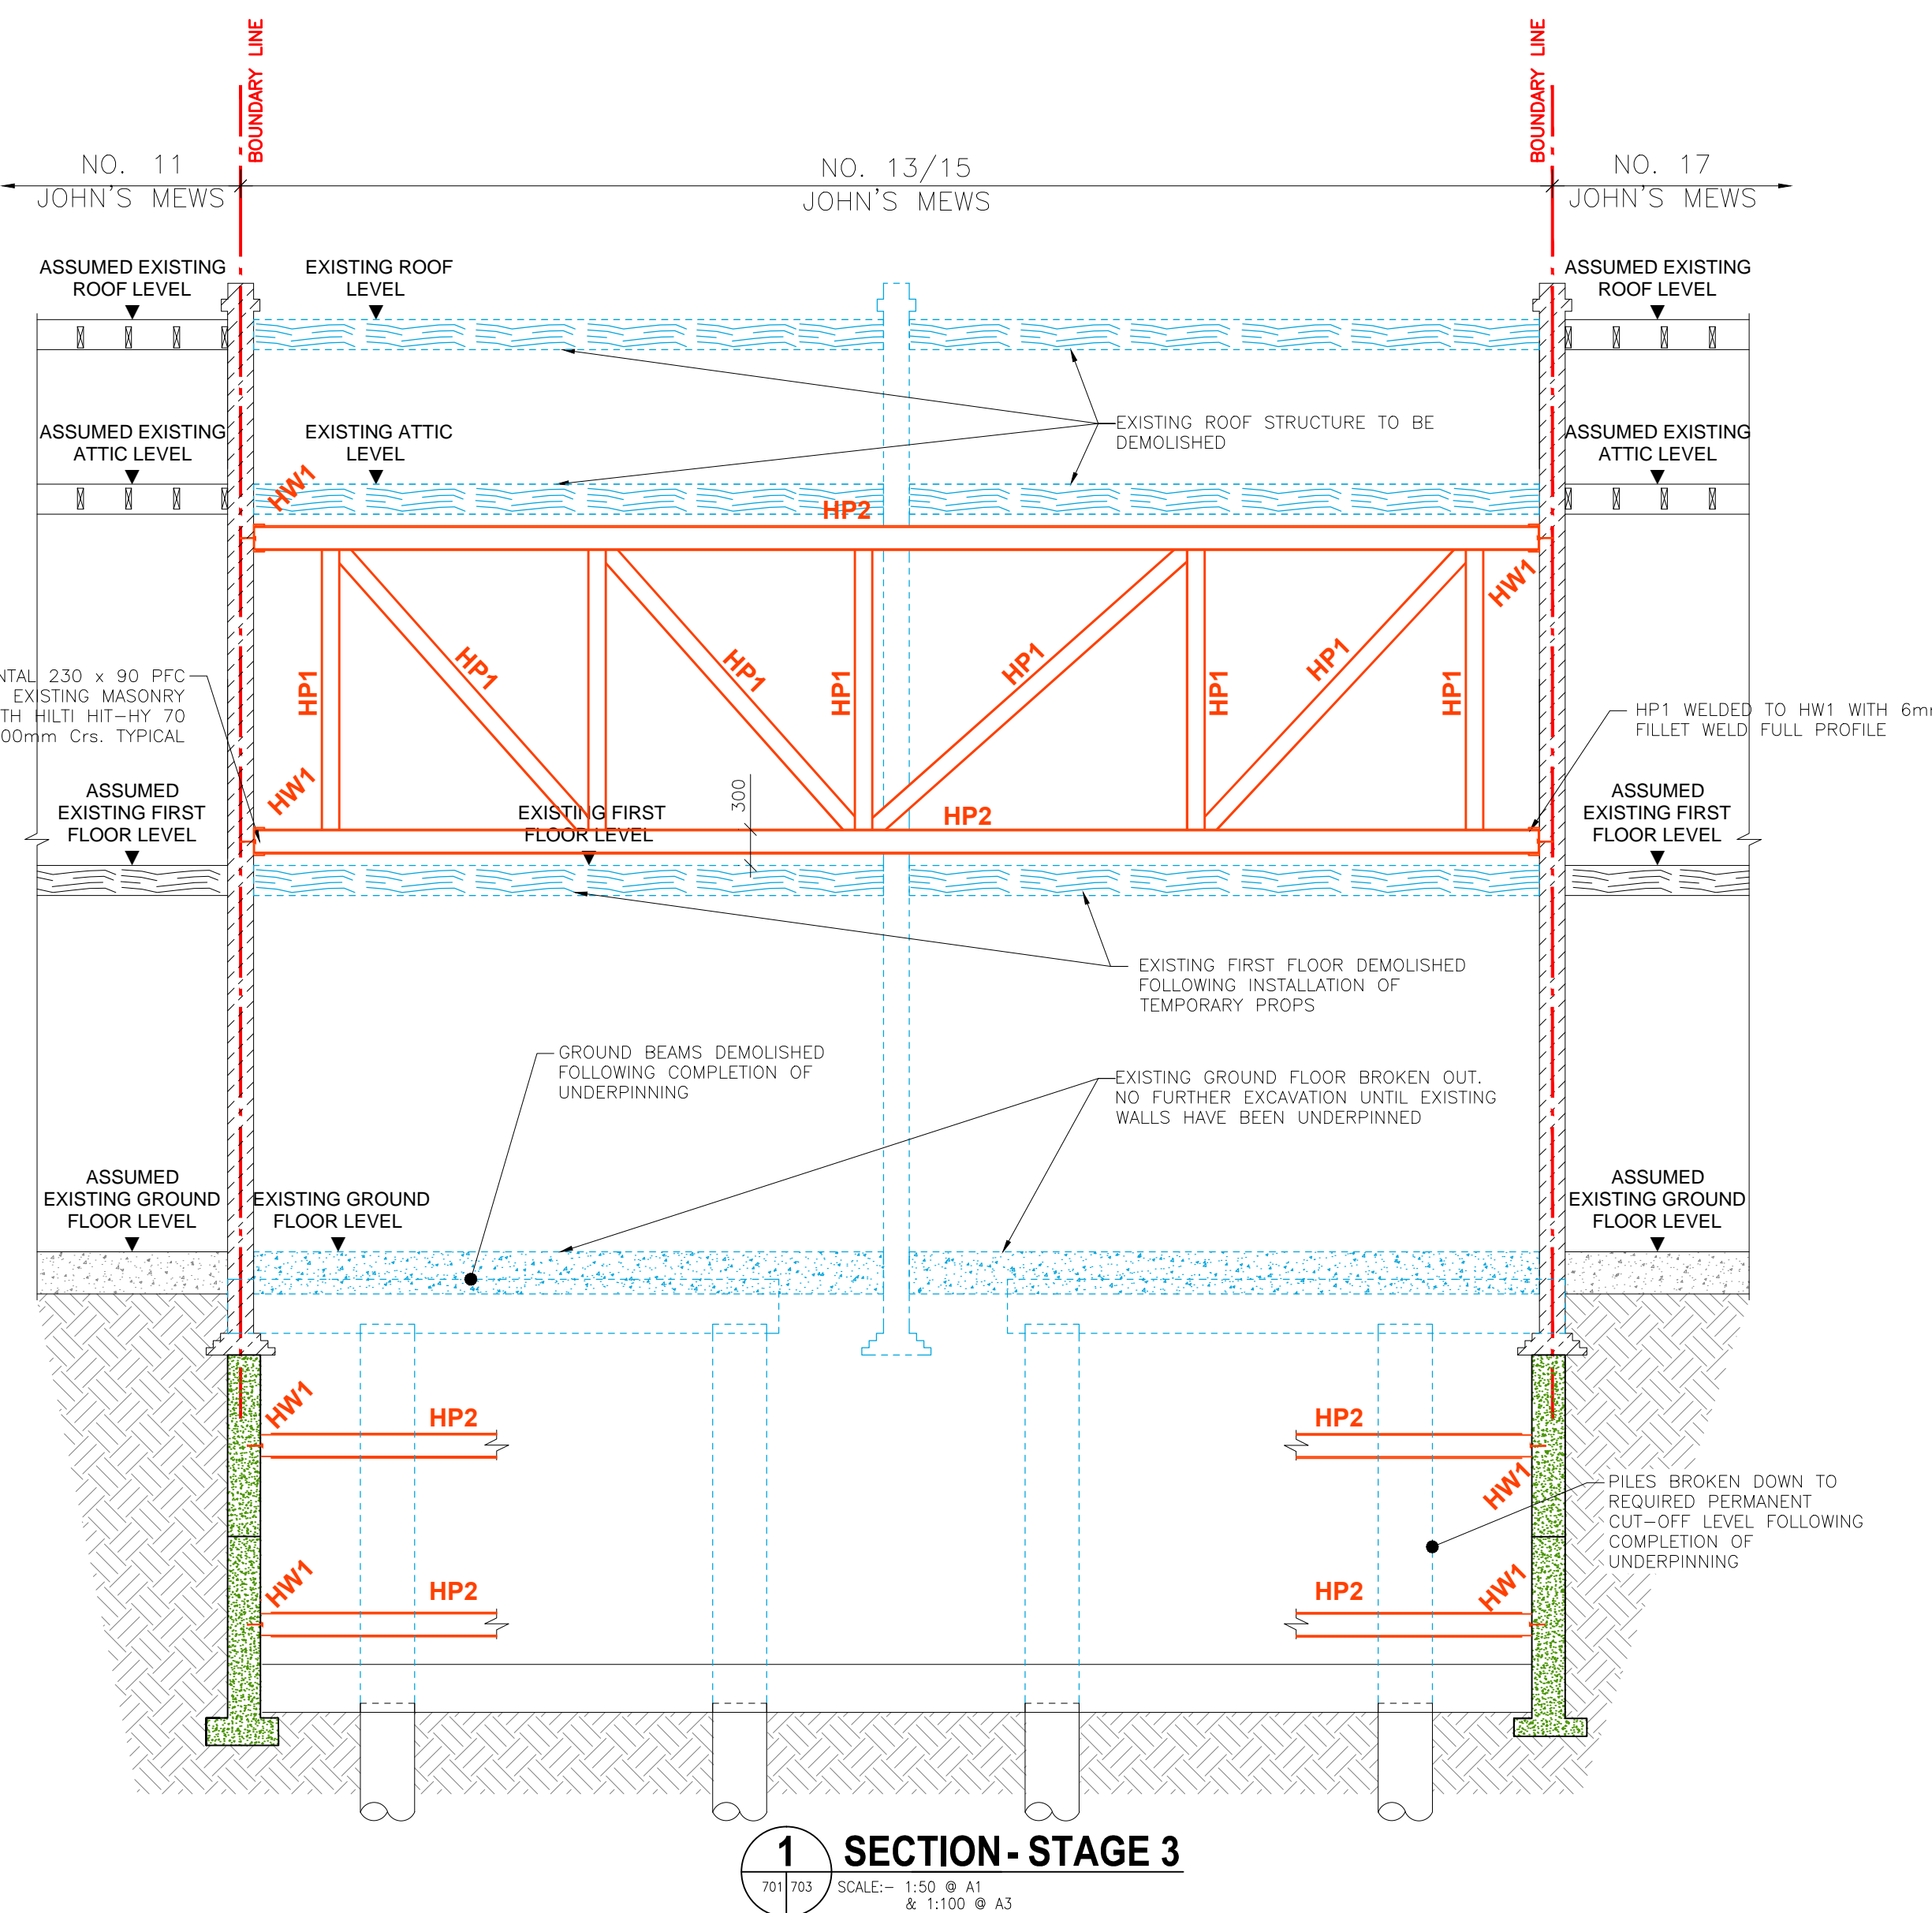 BOUNDARY LINE
BOUNDARY LINE
NO. 11
JOHN'S MEWS
NO. 13/15
JOHN'S MEWS
NO. 17
JOHN'S MEWS
ASSUMED EXISTING
ROOF LEVEL
EXISTING ROOF
LEVEL
ASSUMED EXISTING
ROOF LEVEL
EXISTING ROOF STRUCTURE TO BE
DEMOLISHED
ASSUMED EXISTING
ATTIC LEVEL
EXISTING ATTIC
LEVEL
ASSUMED EXISTING
ATTIC LEVEL
HW1
HP2
HW1
HP1
HP1
HP1
HP1
HP1
HP1
HP1
HP1
NTAL 230 x 90 PFC
EXISTING MASONRY
TH HILTI HIT-HY 70
00mm Crs. TYPICAL
HP1 WELDED TO HW1 WITH 6m
FILLET WELD FULL PROFILE
HW1
300
HP2
ASSUMED
EXISTING FIRST
FLOOR LEVEL
EXISTING FIRST
FLOOR LEVEL
ASSUMED
EXISTING FIRST
FLOOR LEVEL
EXISTING FIRST FLOOR DEMOLISHED
FOLLOWING INSTALLATION OF
TEMPORARY PROPS
GROUND BEAMS DEMOLISHED
FOLLOWING COMPLETION OF
UNDERPINNING
EXISTING GROUND FLOOR BROKEN OUT.
NO FURTHER EXCAVATION UNTIL EXISTING
WALLS HAVE BEEN UNDERPINNED
ASSUMED
EXISTING GROUND
FLOOR LEVEL
EXISTING GROUND
FLOOR LEVEL
ASSUMED
EXISTING GROUND
FLOOR LEVEL
HW1
HP2
HP2
HW1
PILES BROKEN DOWN TO
REQUIRED PERMANENT
CUT-OFF LEVEL FOLLOWING
COMPLETION OF
UNDERPINNING
HW1
HP2
HP2
HW1
1
701 703
SECTION - STAGE 3
SCALE:- 1:50 @ A1
& 1:100 @ A3